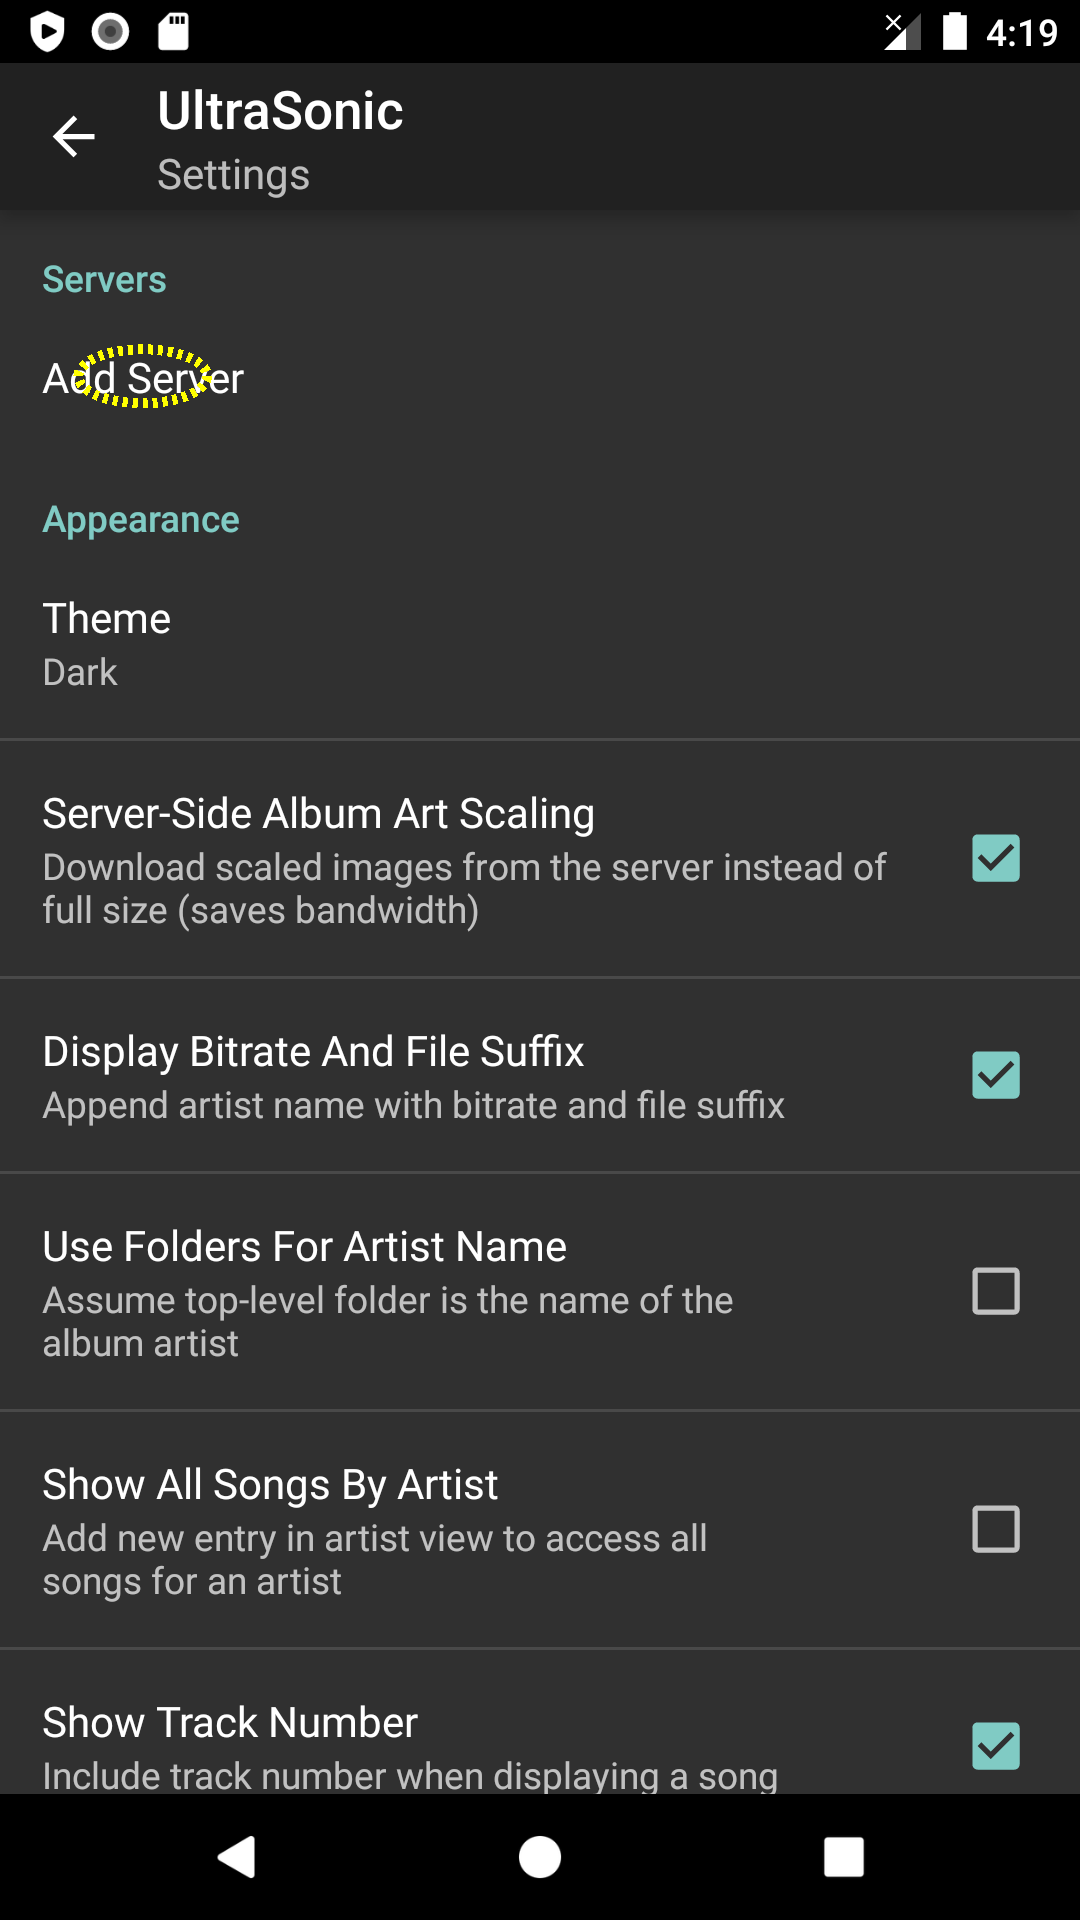 4:19
UltraSonic
Settings
Servers
Add Server
Appearance
Theme
Dark
Server-Side Album Art Scaling
Download scaled images from the server instead of
full size (saves bandwidth)
Display Bitrate And File Suffix
Append artist name with bitrate and file suffix
Use Folders For Artist Name
Assume top-level folder is the name of the
album artist
Show All Songs By Artist
Add new entry in artist view to access all
songs for an artist
Show Track Number
Include track number when displaying a song